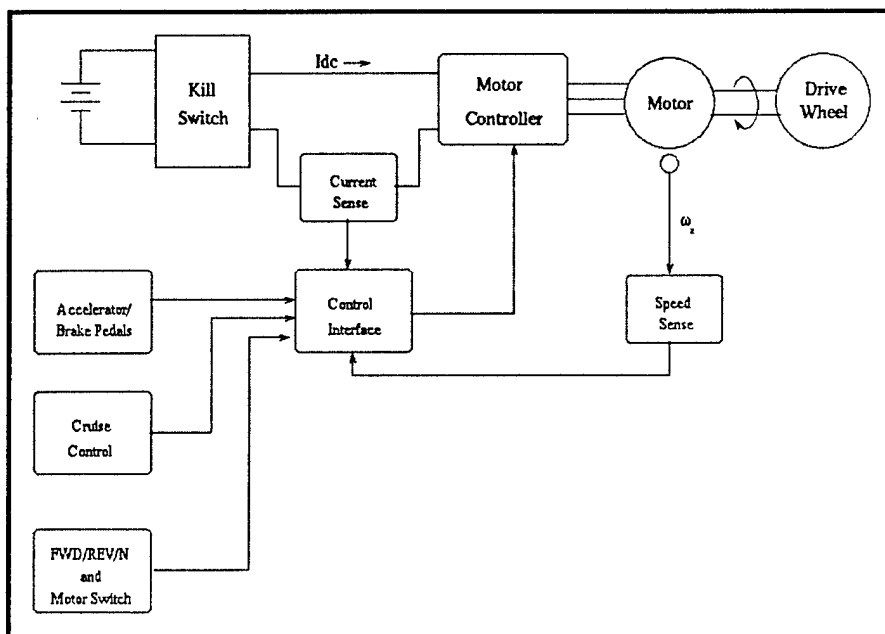 Kill
Switch
Idc
Motor
Controller
Motor
Drive
Wheel
Current
Sense
ω
Accelerator/
Brake Pedals
Control
Interface
Speed
Sense
Cruise
Control
FWD/REV/N
and
Motor Switch